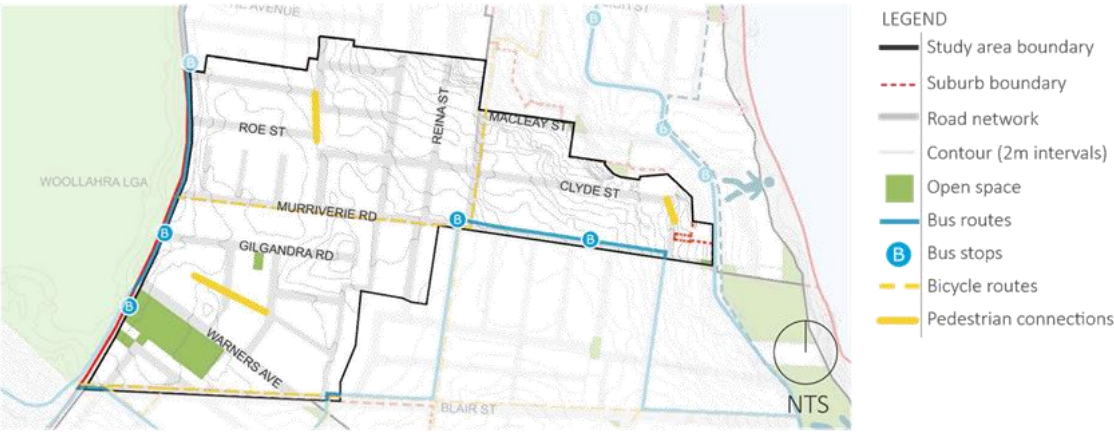 AVENUE
ROE ST
REINA ST
MACLEAY ST
WOOLLAHRA LGA
CLYDE ST
MURRIVERIE RD
GILGANDRA RD
WARNERS AVE
BLAIR ST
B
B
B
B
B
B
B
B
NTS
LEGEND
Study area boundary
Suburb boundary
Road network
Contour (2m intervals)
Open space
Bus routes
B
Bus stops
Bicycle routes
Pedestrian connections